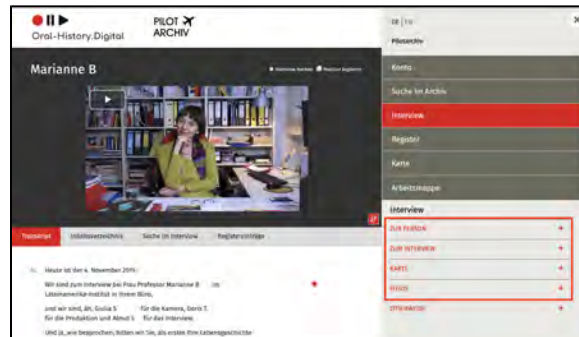 Oral-History.Digital
PILOT
ARCHIV
DE | EN
Pilotarchiv
Marianne B
Konto
Suche im Archiv
Interview
Register
Karte
Arbeitsmappe
Interview
ZUR PERSON +
ZUM INTERVIEW +
KARTE +
+
+
Transkript Inhaltsverzeichnis Suche im Interview Registereinträge
Heute ist der 4. November 2019.
Wir sind zum Interview bei Frau Professor Marianne B im
Lateinamerika-Institut in ihrem Büro,
und wir sind, äh, Giulia S für die Kamera, Doris T.
für die Produktion und Almut L für das Interview.
Und ja, wie besprochen, bitten wir Sie, als erstes Ihre Lebensgeschichte